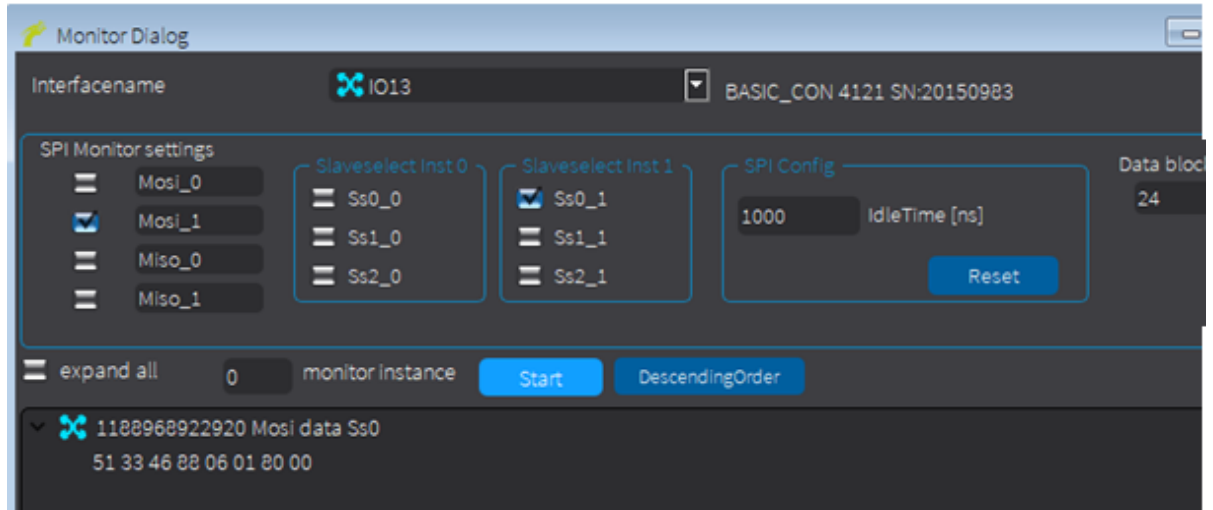 Monitor Dialog
Interfacename
IO13
BASIC_CON 4121 SN:20150983
SPI Monitor settings
Mosi_0
Mosi_1
Miso_0
Miso_1
Slaveselect Inst 0
Ss0_0
Ss1_0
Ss2_0
Slaveselect Inst 1
Ss0_1
Ss1_1
Ss2_1
SPI Config
1000 IdleTime [ns]
Reset
Data block
24
expand all 0 monitor instance Start DescendingOrder
1188968922920 Mosi data Ss0
51 33 46 88 06 01 80 00